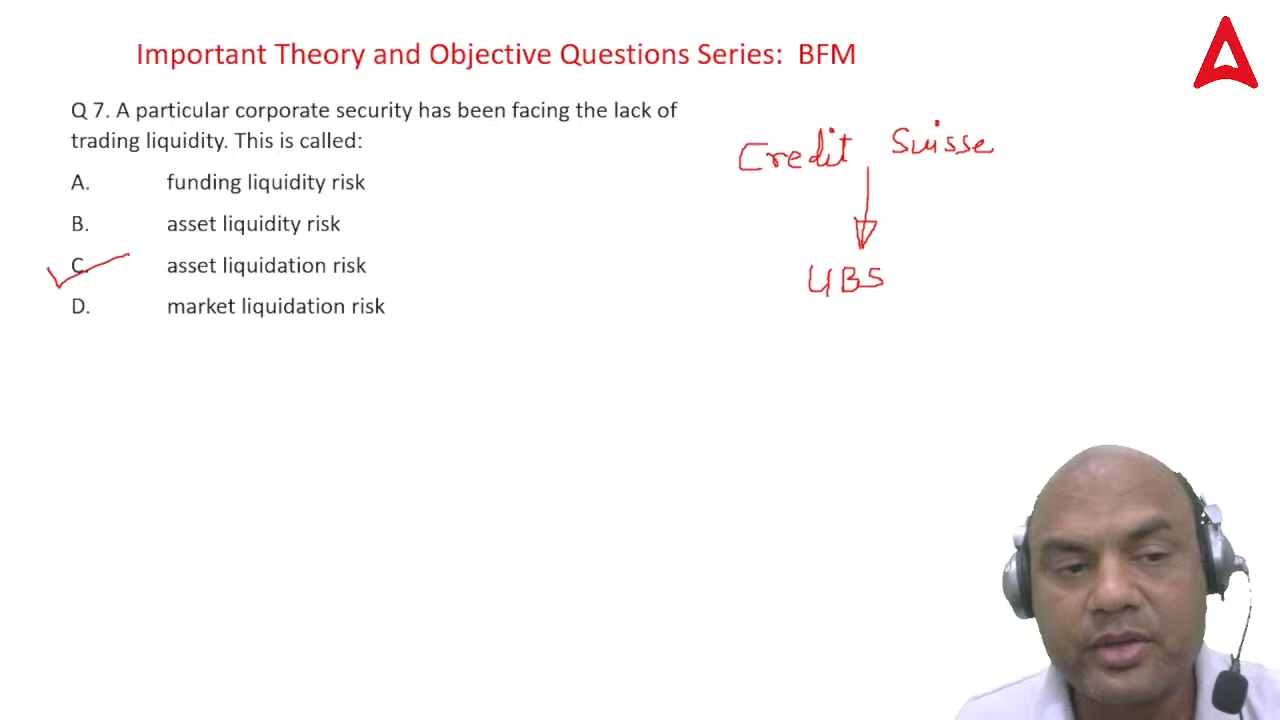 Important Theory and Objective Questions Series: BFM
Q 7. A particular corporate security has been facing the lack of
trading liquidity. This is called:
A. funding liquidity risk
B. asset liquidity risk
C. asset liquidation risk
D. market liquidation risk
Credit Suisse
UBS